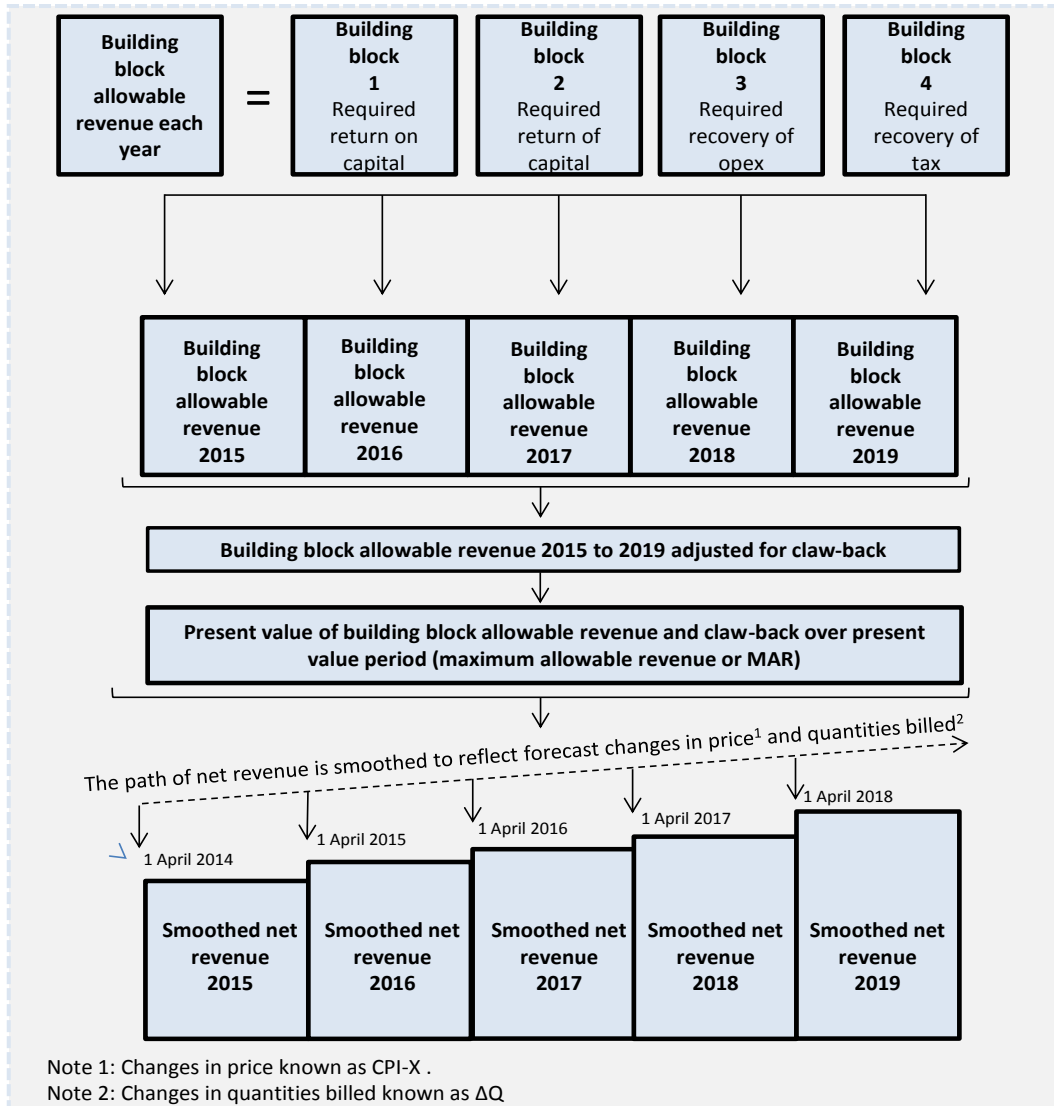 Building
block
allowable
revenue each
year
=
Building
block
1
Required
return on
capital
Building
block
2
Required
return of
capital
Building
block
3
Required
recovery of
opex
Building
block
4
Required
recovery of
tax
Building
block
allowable
revenue
2015
Building
block
allowable
revenue
2016
Building
block
allowable
revenue
2017
Building
block
allowable
revenue
2018
Building
block
allowable
revenue
2019
Building block allowable revenue 2015 to 2019 adjusted for claw-back
Present value of building block allowable revenue and claw-back over present
value period (maximum allowable revenue or MAR)
The path of net revenue is smoothed to reflect forecast changes in price¹ and quantities billed²
1 April 2014
1 April 2015
1 April 2016
1 April 2017
1 April 2018
Smoothed net
revenue
2015
Smoothed net
revenue
2016
Smoothed net
revenue
2017
Smoothed net
revenue
2018
Smoothed net
revenue
2019
Note 1: Changes in price known as CPI-X .
Note 2: Changes in quantities billed known as ΔQ